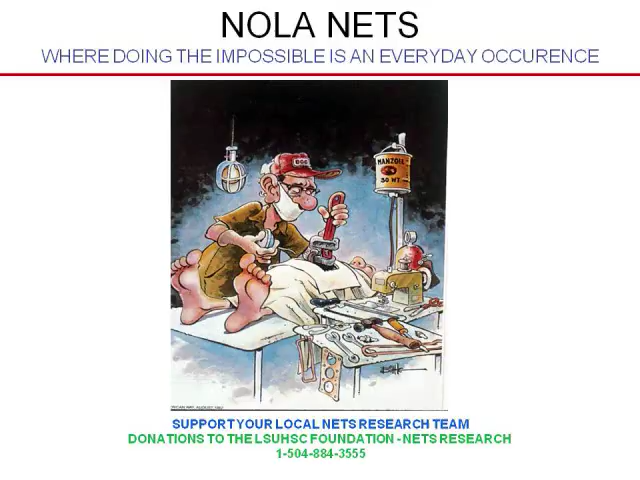 NOLA NETS
WHERE DOING THE IMPOSSIBLE IS AN EVERYDAY OCCURENCE
MANZOIL
30 WT.
SUPPORT YOUR LOCAL NETS RESEARCH TEAM
DONATIONS TO THE LSUHSC FOUNDATION - NETS RESEARCH
1-504-884-3555